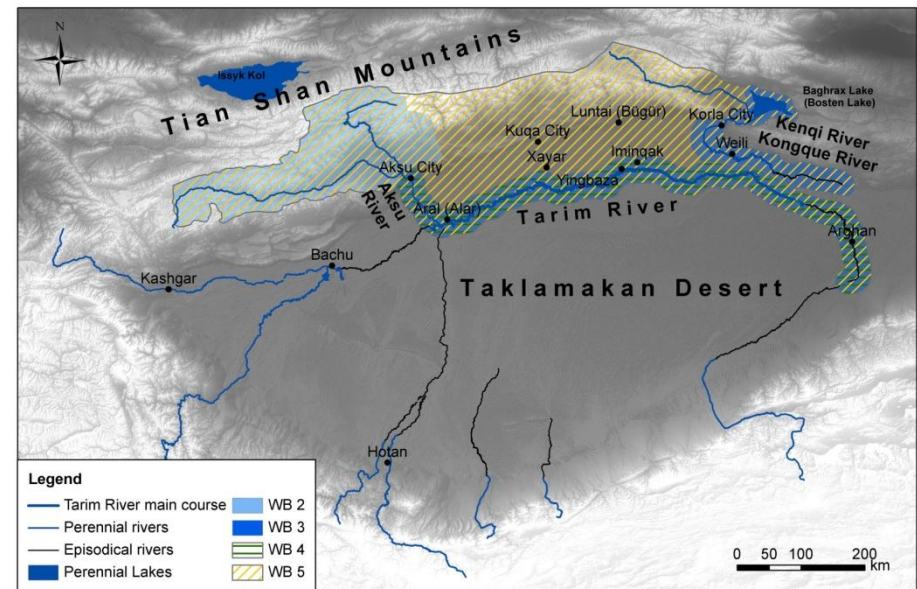 N
Issyk Kol
Tian Shan Mountains
Baghrax Lake
(Bosten Lake)
Luntai (Bügür)
Korla City
Kenqi River
Kuqa City
Kongque River
Weili
Xayar
Iminqak
Aksu City
Yingbaza
Aksu River
Aral (Alar)
Tarim River
Arghan
Bachu
Kashgar
Taklamakan Desert
Hotan
Legend
Tarim River main course
Perennial rivers
Episodical rivers
Perennial Lakes
WB 2
WB 3
WB 4
WB 5
0 50 100 200
km